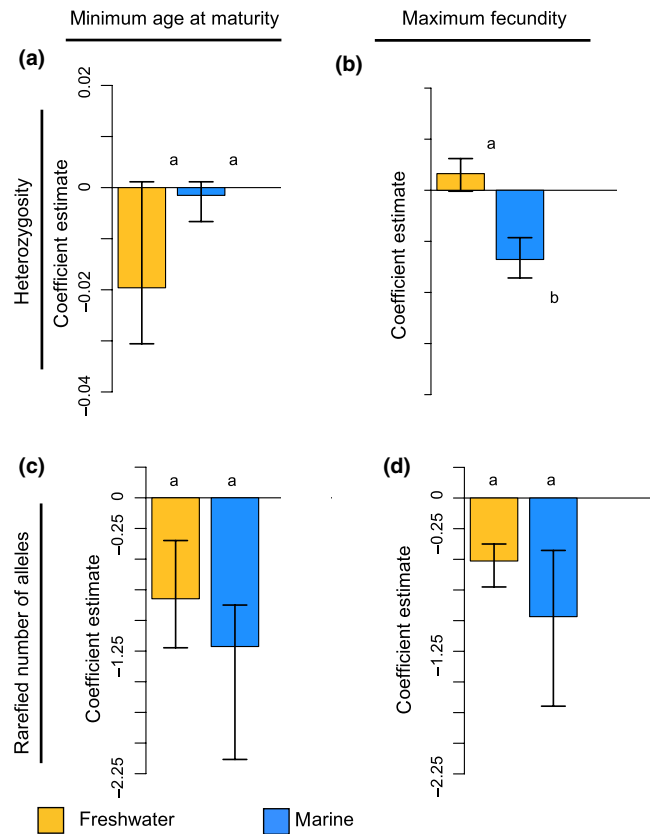 Minimum age at maturity
Maximum fecundity
(a)
(b)
Heterozygosity
Coefficient estimate
0.02
0
−0.02
−0.04
a
a
Coefficient estimate
a
b
(c)
(d)
Rarefied number of alleles
Coefficient estimate
0
−0.25
−1.25
−2.25
a
a
Coefficient estimate
0
−0.25
−1.25
−2.25
a
a
Freshwater
Marine